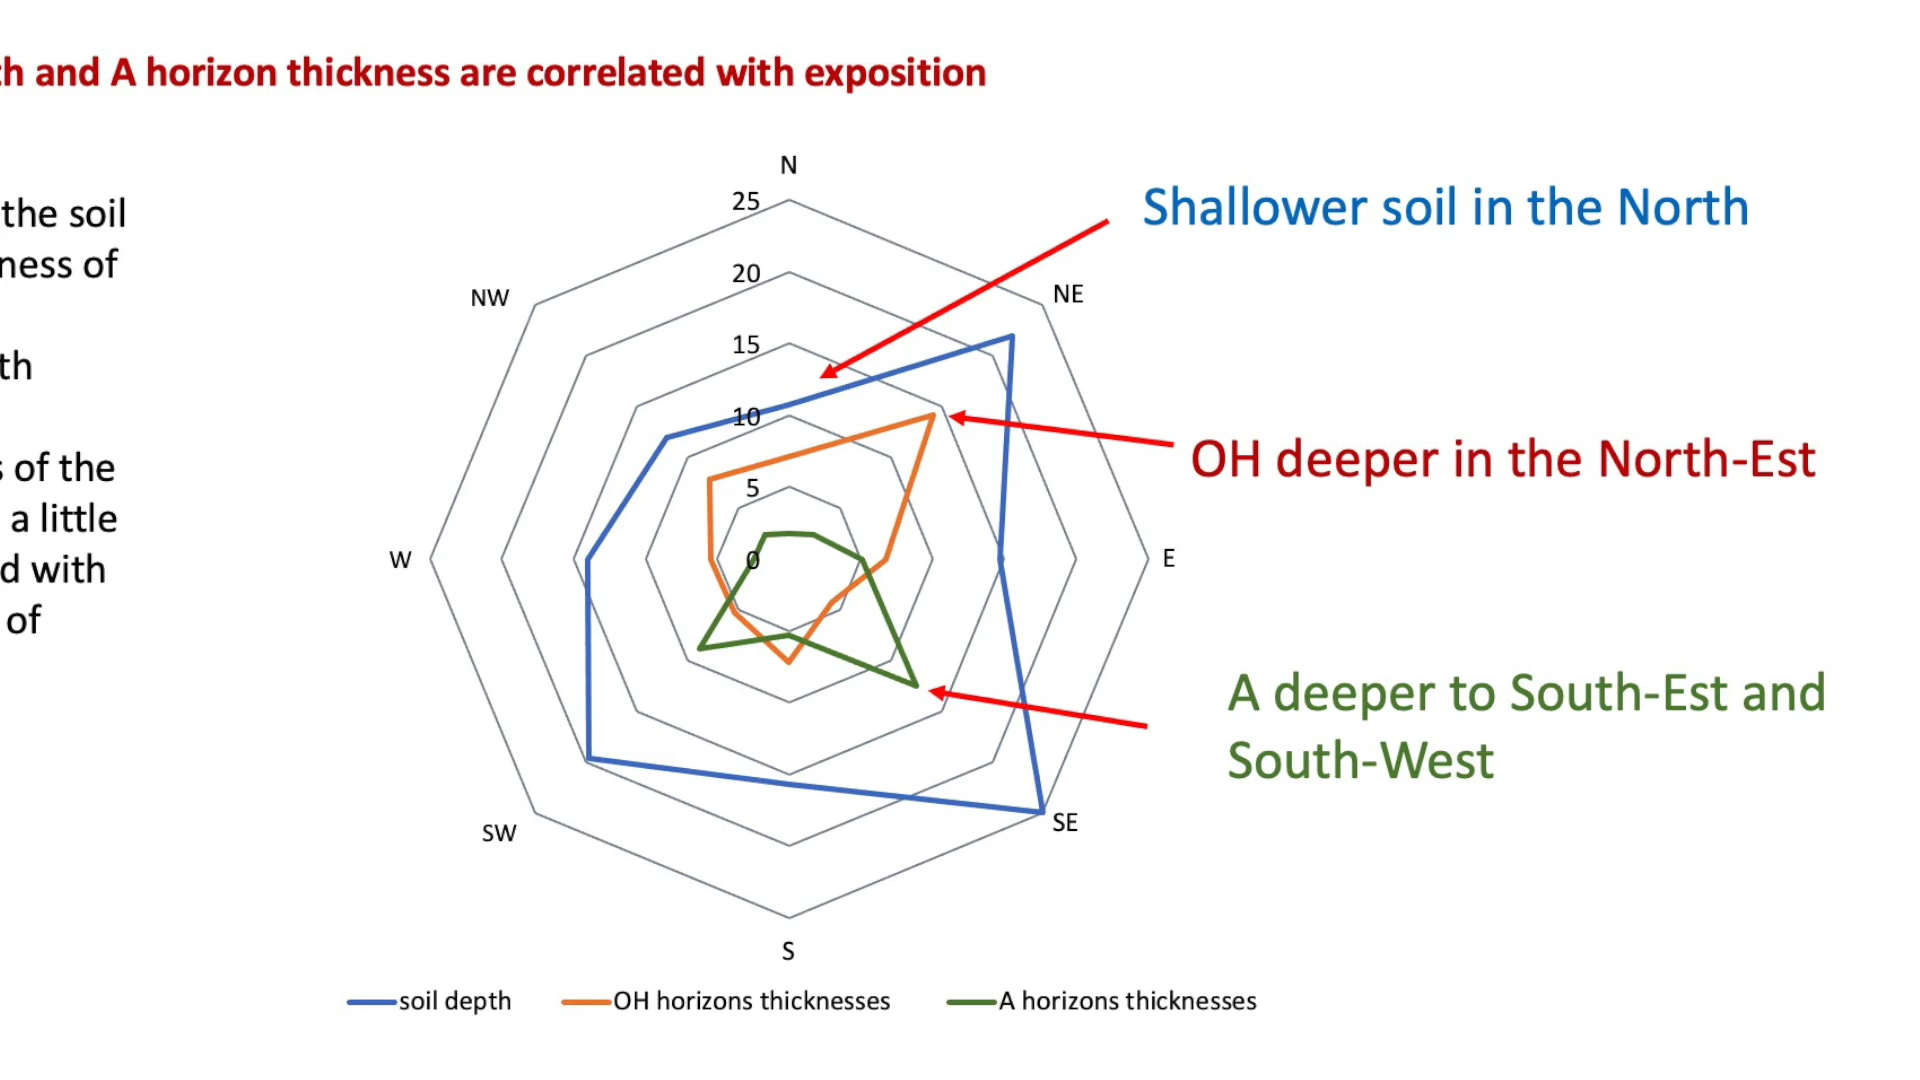 th and A horizon thickness are correlated with exposition
the soil
ness of
th
s of the
a little
d with
of
N
25
20
15
10
5
0
NW
NE
W
E
SW
SE
S
Shallower soil in the North
OH deeper in the North-Est
A deeper to South-Est and
South-West
soil depth
OH horizons thicknesses
A horizons thicknesses